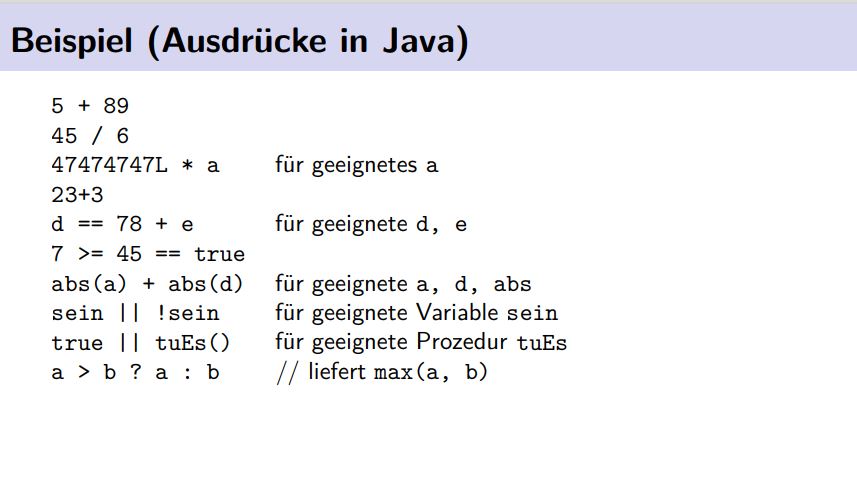 Beispiel (Ausdrücke in Java)
5 + 89
45 / 6
47474747L * a für geeignetes a
23+3
d == 78 + e für geeignete d, e
7 >= 45 == true
abs(a) + abs(d) für geeignete a, d, abs
sein || !sein für geeignete Variable sein
true || tuEs() für geeignete Prozedur tuEs
a > b ? a : b // liefert max(a, b)